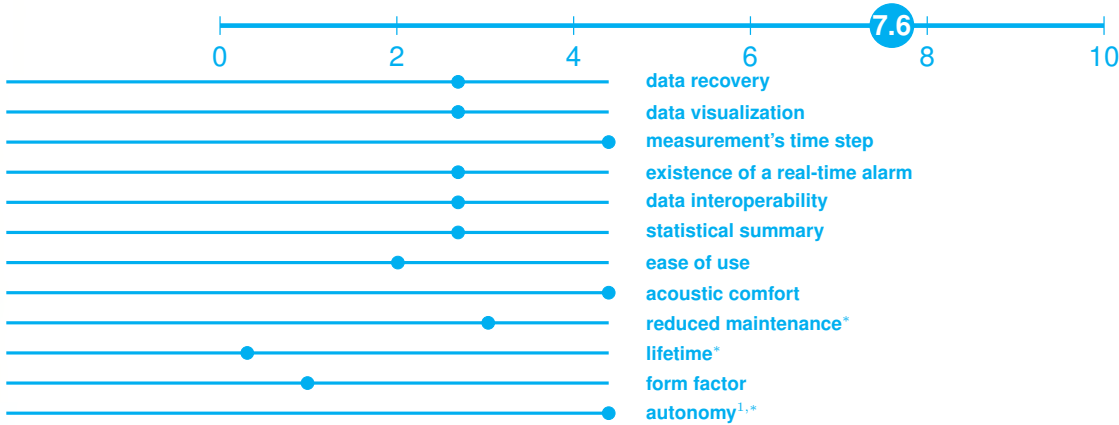 7.6
0 2 4 6 8 10
data recovery
data visualization
measurement's time step
existence of a real-time alarm
data interoperability
statistical summary
ease of use
acoustic comfort
reduced maintenance*
lifetime*
form factor
autonomy1,*